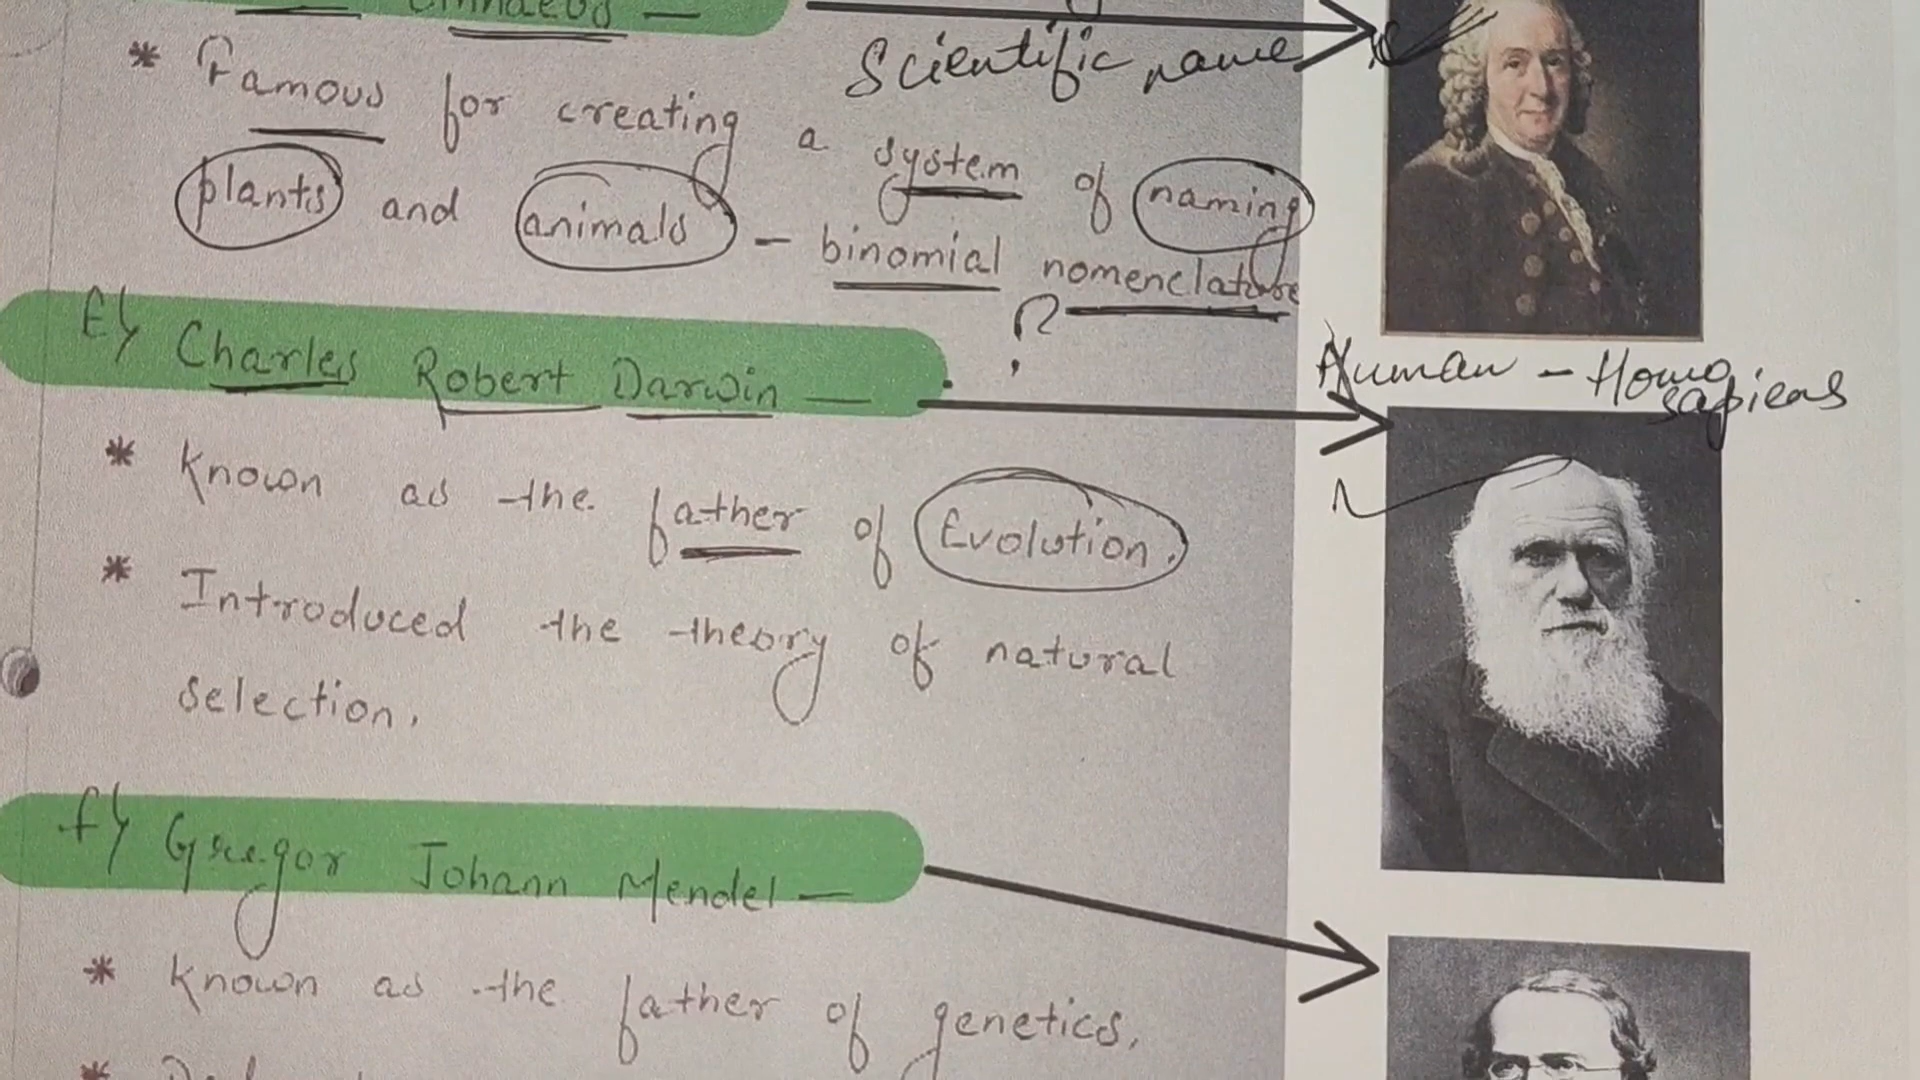 Linnaeus —
Scientific name
* Famous for creating a system of naming
plants and animals – binomial nomenclature
?
Human – Homo
sapiens
E) Charles Robert Darwin —
* Known as the father of Evolution.
* Introduced the theory of natural
selection.
f) Gregor Johann Mendel —
* Known as the father of genetics.
*